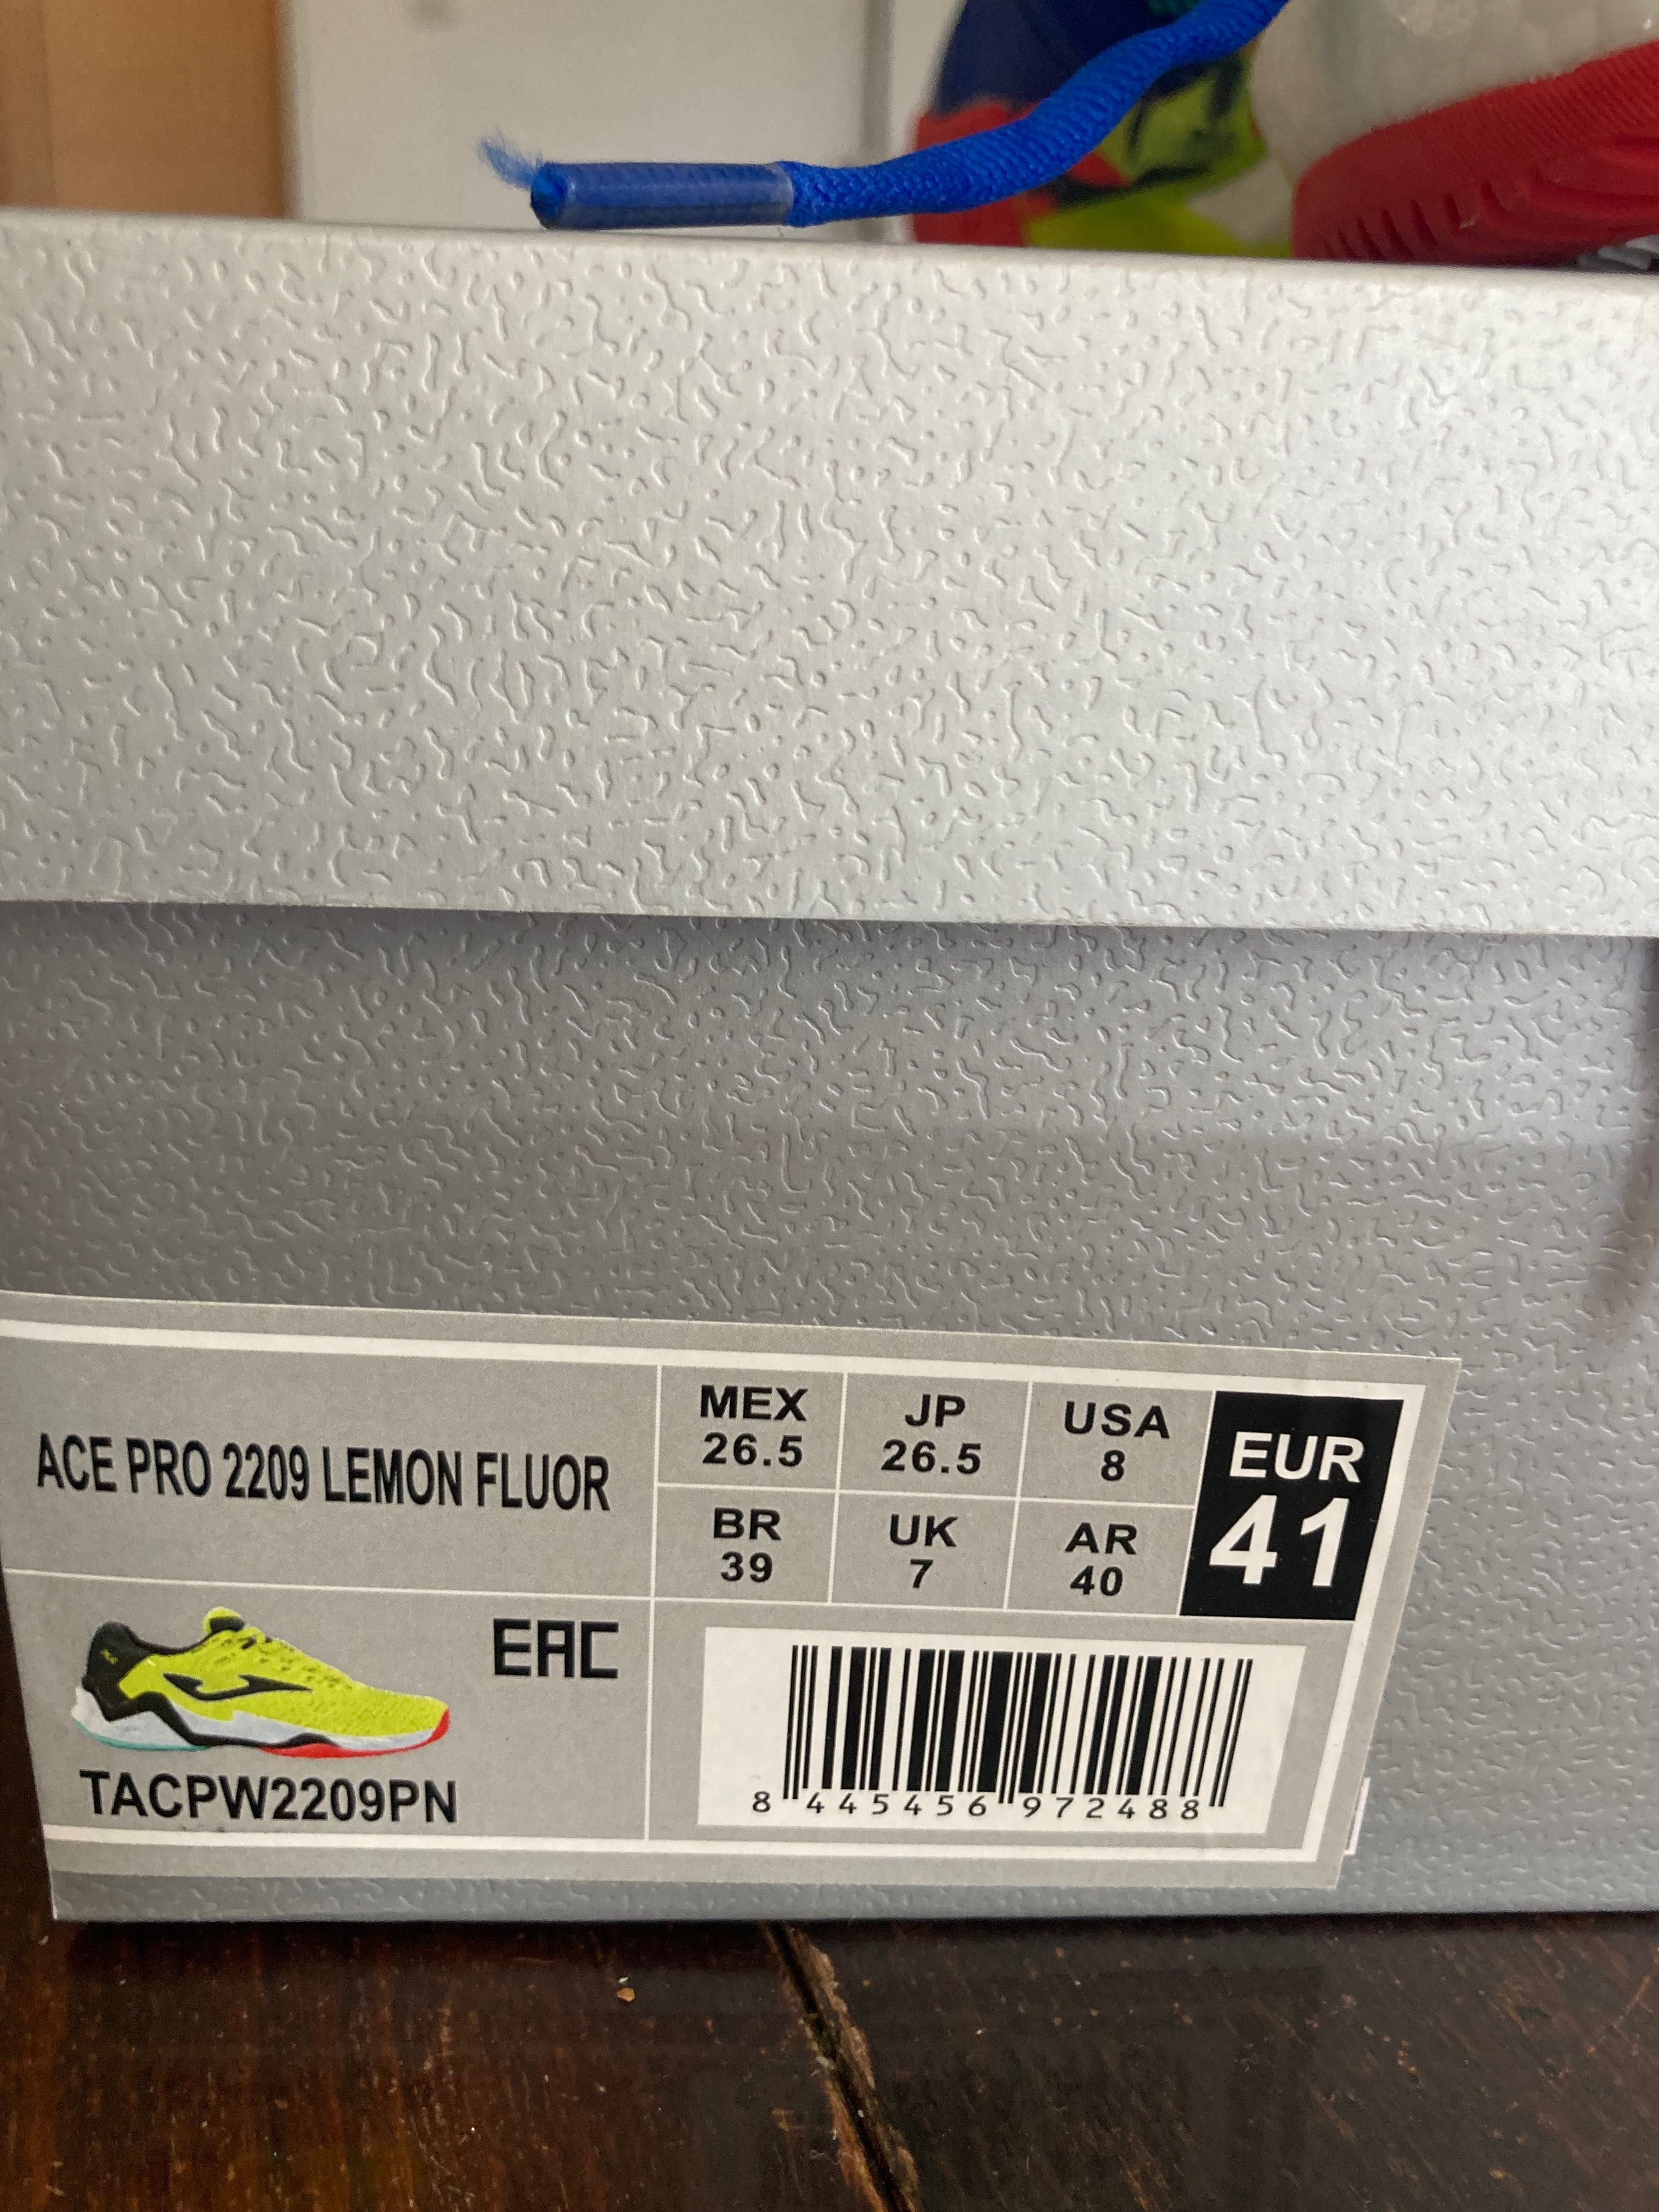 ACE PRO 2209 LEMON FLUOR
MEX
26.5
JP
26.5
USA
8
BR
39
UK
7
AR
40
EUR
41
EAC
TACPW2209PN
8 445456 972488